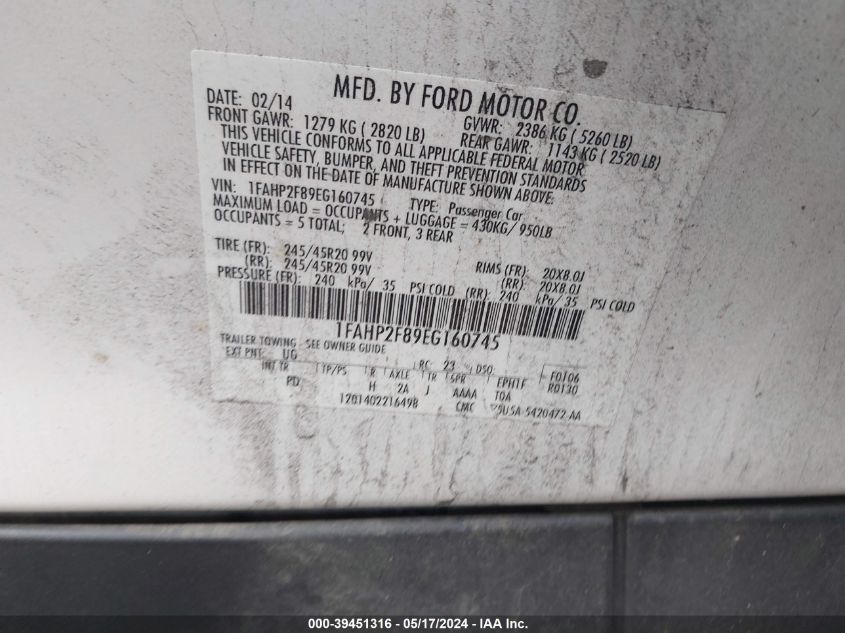 MFD. BY FORD MOTOR CO.
DATE: 02/14 GVWR: 2386 KG ( 5260 LB)
FRONT GAWR: 1279 KG ( 2820 LB) REAR GAWR: 1143 KG ( 2520 LB)
THIS VEHICLE CONFORMS TO ALL APPLICABLE FEDERAL MOTOR
VEHICLE SAFETY, BUMPER, AND THEFT PREVENTION STANDARDS
IN EFFECT ON THE DATE OF MANUFACTURE SHOWN ABOVE.
VIN: 1FAHP2F89EG160745 TYPE: Passenger Car
MAXIMUM LOAD = OCCUPANTS + LUGGAGE = 430KG/ 950LB
OCCUPANTS = 5 TOTAL; 2 FRONT, 3 REAR
TIRE (FR): 245/45R20 99V RIMS (FR): 20X8.0J
(RR): 245/45R20 99V (RR): 20X8.0J
PRESSURE (FR): 240 kPa/ 35 PSI COLD (RR): 240 kPa/ 35 PSI COLD
1FAHP2F89EG160745
TRAILER TOWING - SEE OWNER GUIDE
EXT PNT: UG RC: 23 DSO: F0106
INT TR TP/PS R AXLE TR SPR EPHTF R0130
PD H 2A J AAAA TOA
1201402216498 CMC 5420472-AA
000-39451316 - 05/17/2024 - IAA Inc.